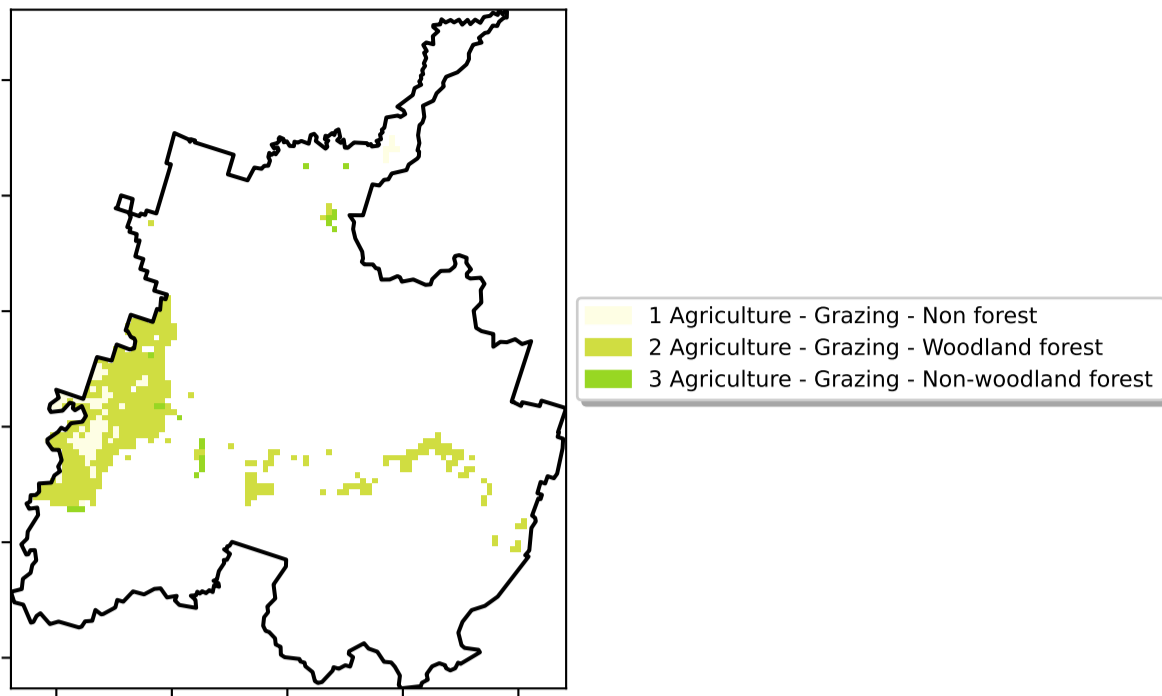 1 Agriculture - Grazing - Non forest
2 Agriculture - Grazing - Woodland forest
3 Agriculture - Grazing - Non-woodland forest